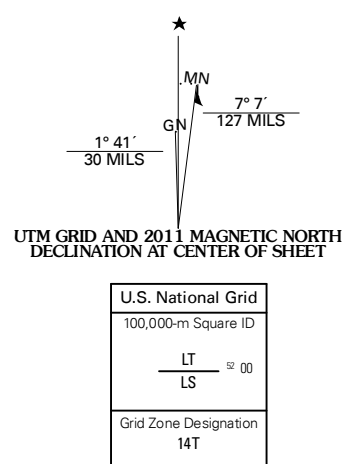 ★
MN
GN
7° 7´
127 MILS
1° 41´
30 MILS
UTM GRID AND 2011 MAGNETIC NORTH
DECLINATION AT CENTER OF SHEET
U.S. National Grid
100,000-m Square ID
LT
52 00
LS
Grid Zone Designation
14T